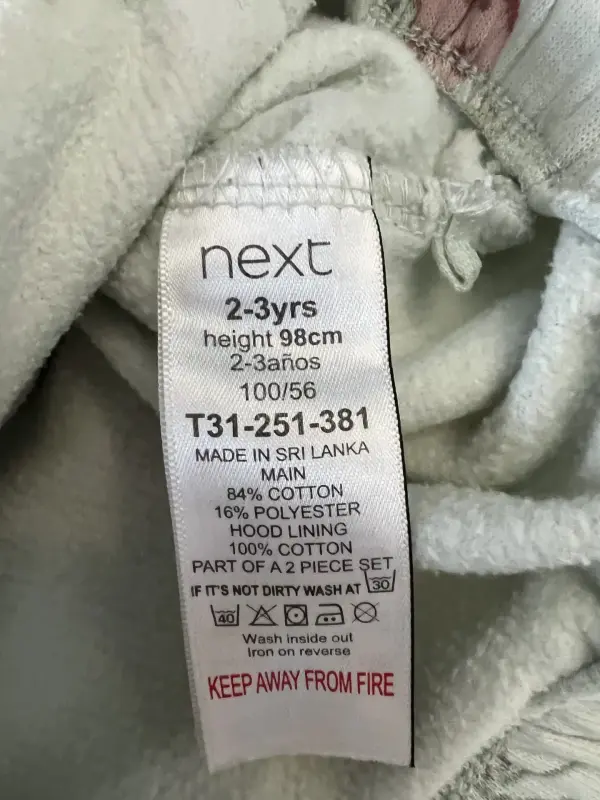 next
2-3yrs
height 98cm
2-3años
100/56
T31-251-381
MADE IN SRI LANKA
MAIN
84% COTTON
16% POLYESTER
HOOD LINING
100% COTTON
PART OF A 2 PIECE SET
IF IT'S NOT DIRTY WASH AT 30
40
Wash inside out
Iron on reverse
KEEP AWAY FROM FIRE